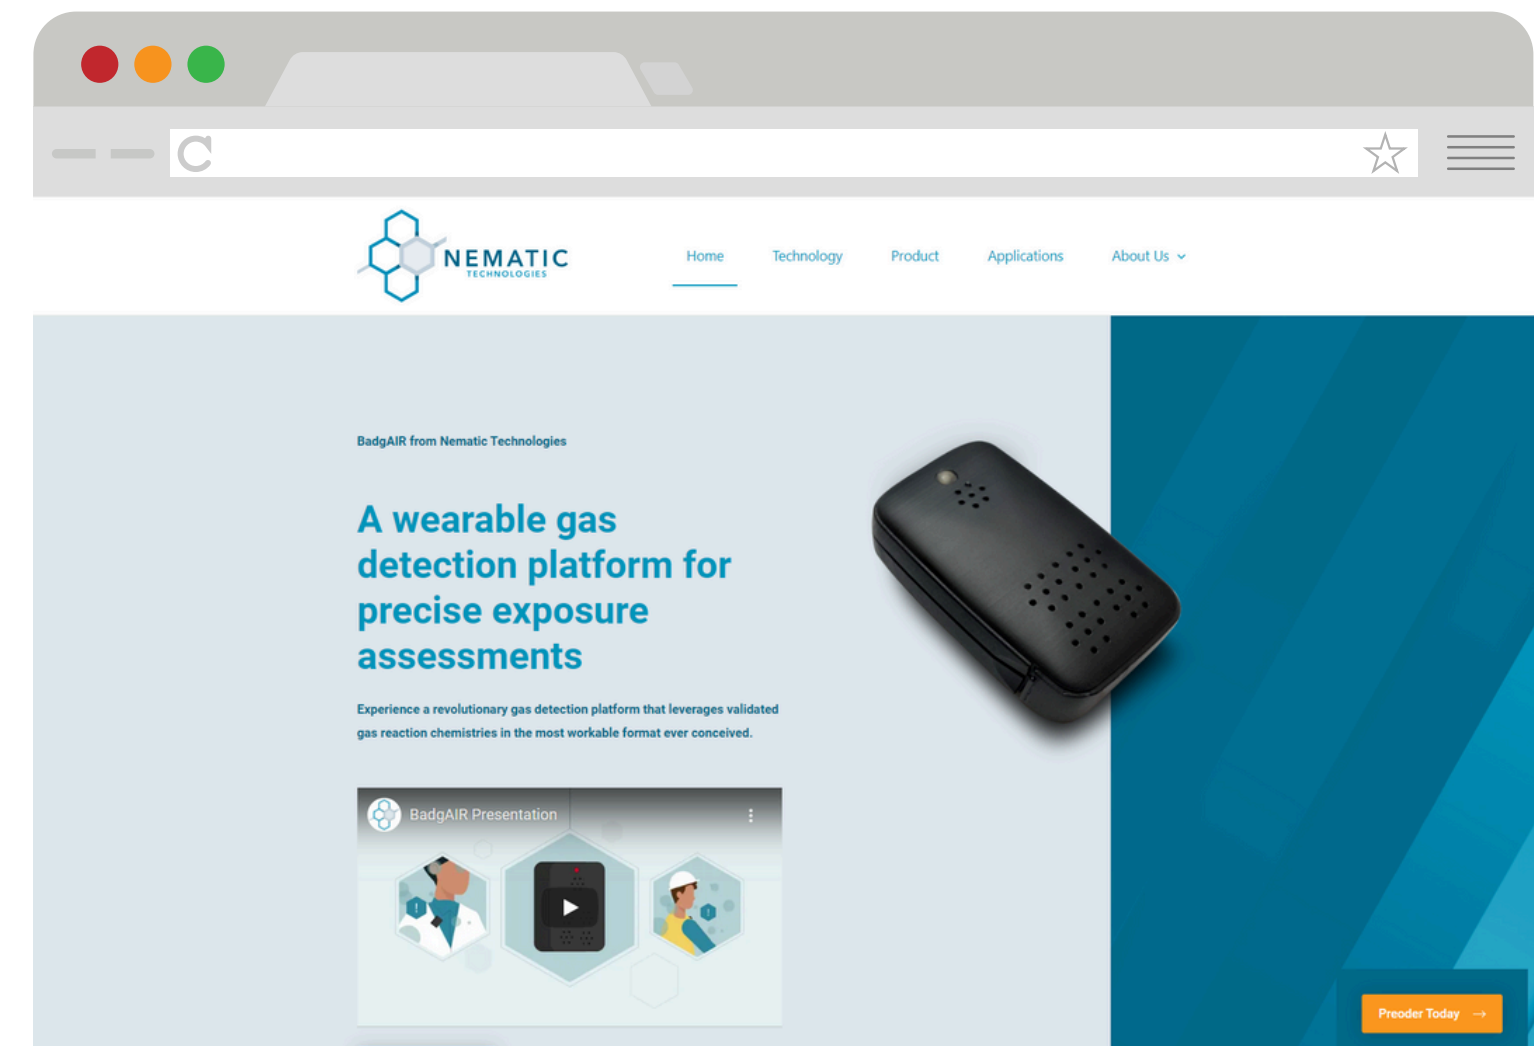 NEMATIC
TECHNOLOGIES
Home
Technology
Product
Applications
About Us
BadgAIR from Nematic Technologies
A wearable gas
detection platform for
precise exposure
assessments
Experience a revolutionary gas detection platform that leverages validated
gas reaction chemistries in the most workable format ever conceived.
BadgAIR Presentation
Preoder Today